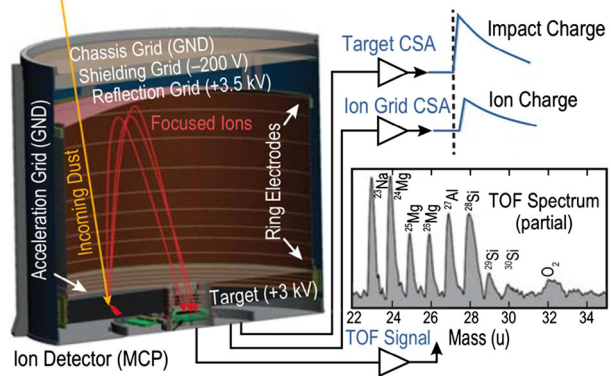 Chassis Grid (GND)
Shielding Grid (–200 V)
Reflection Grid (+3.5 kV)
Focused Ions
Acceleration Grid (GND)
Incoming Dust
Ring Electrodes
Target (+3 kV)
Ion Detector (MCP)
Target CSA
Impact Charge
Ion Grid CSA
Ion Charge
TOF Spectrum
(partial)
²³Na
²⁴Mg
²⁵Mg
²⁶Mg
²⁷Al
²⁸Si
²⁹Si
³⁰Si
O₂
22 24 26 28 30 32 34
TOF Signal
Mass (u)